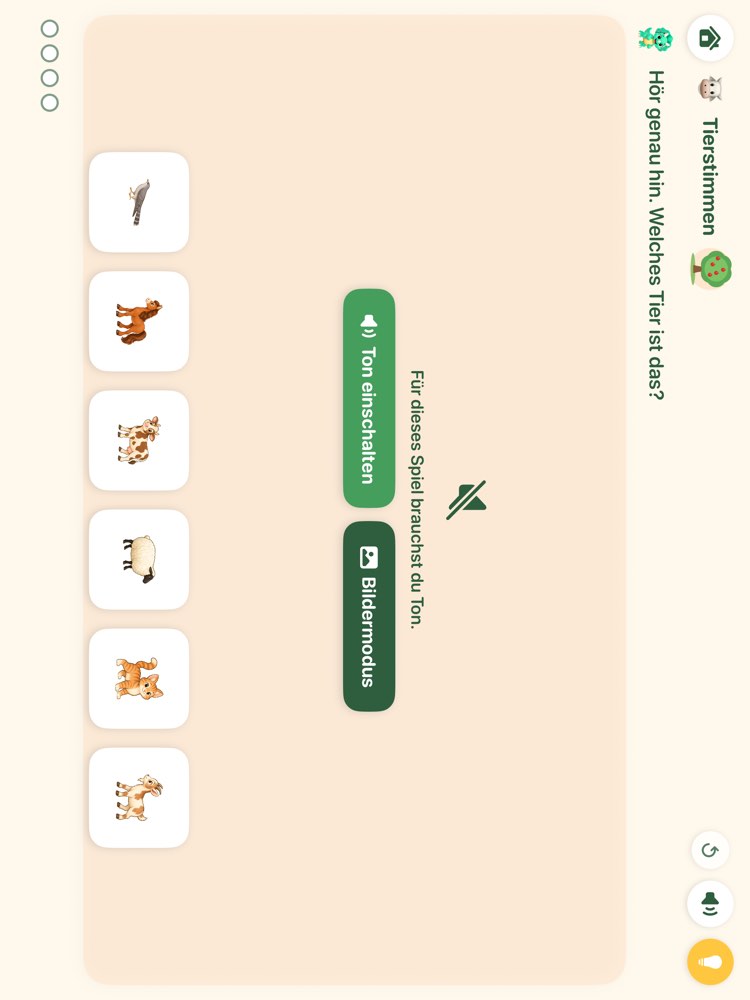 Tierstimmen
Hör genau hin. Welches Tier ist das?
Für dieses Spiel brauchst du Ton.
Ton einschalten
Bildermodus